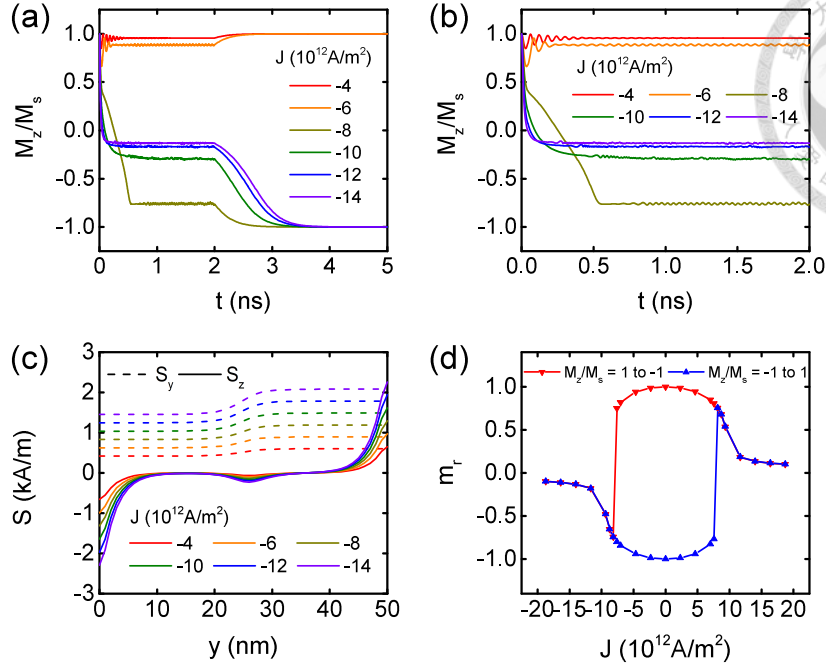 (a)
M_z/M_s
1.0
0.5
0.0
-0.5
-1.0
J (10^12A/m^2)
-4
-6
-8
-10
-12
-14
0 1 2 3 4 5
t (ns)
(b)
M_z/M_s
1.0
0.5
0.0
-0.5
-1.0
J (10^12A/m^2)
-4 -6 -8
-10 -12 -14
0.0 0.5 1.0 1.5 2.0
t (ns)
(c)
S (kA/m)
3
2
1
0
-1
-2
-3
S_y S_z
J (10^12A/m^2)
-4 -6 -8
-10 -12 -14
0 10 20 30 40 50
y (nm)
(d)
m_r
M_z/M_s = 1 to -1 M_z/M_s = -1 to 1
1.0
0.5
0.0
-0.5
-1.0
-20 -15 -10 -5 0 5 10 15 20
J (10^12A/m^2)